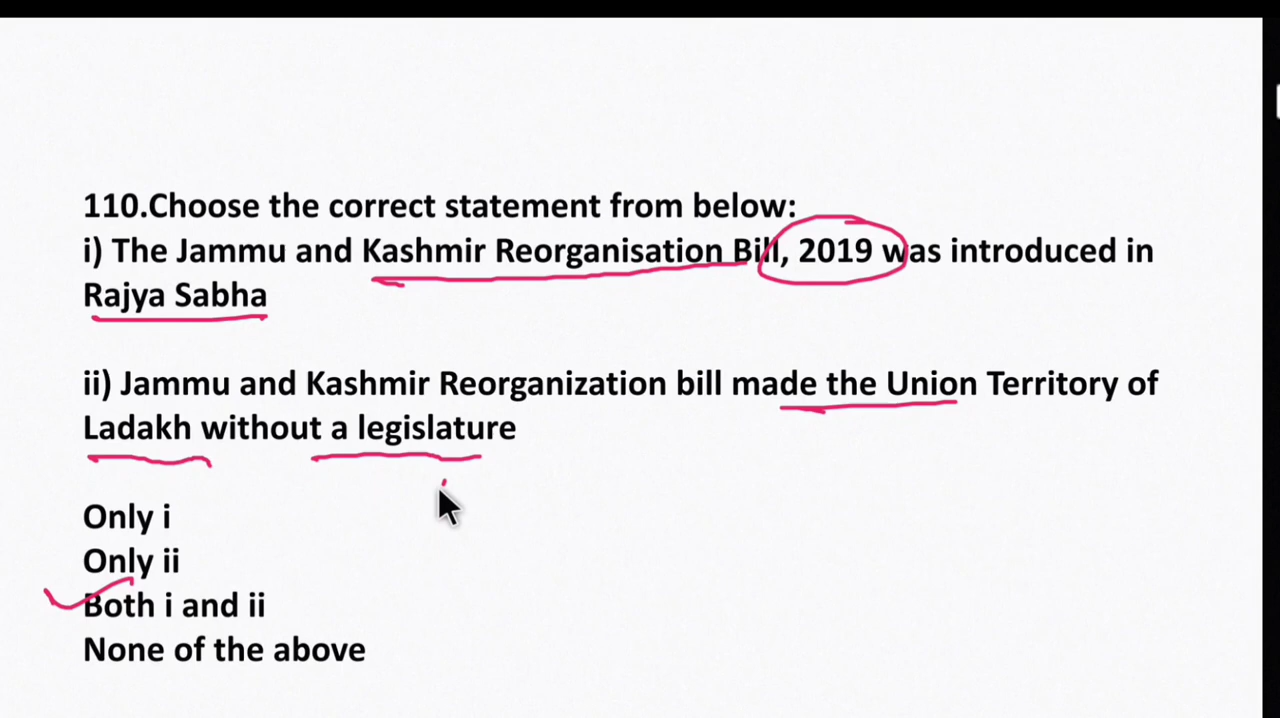 110.Choose the correct statement from below:
i) The Jammu and Kashmir Reorganisation Bill, 2019 was introduced in
Rajya Sabha
ii) Jammu and Kashmir Reorganization bill made the Union Territory of
Ladakh without a legislature
Only i
Only ii
Both i and ii
None of the above